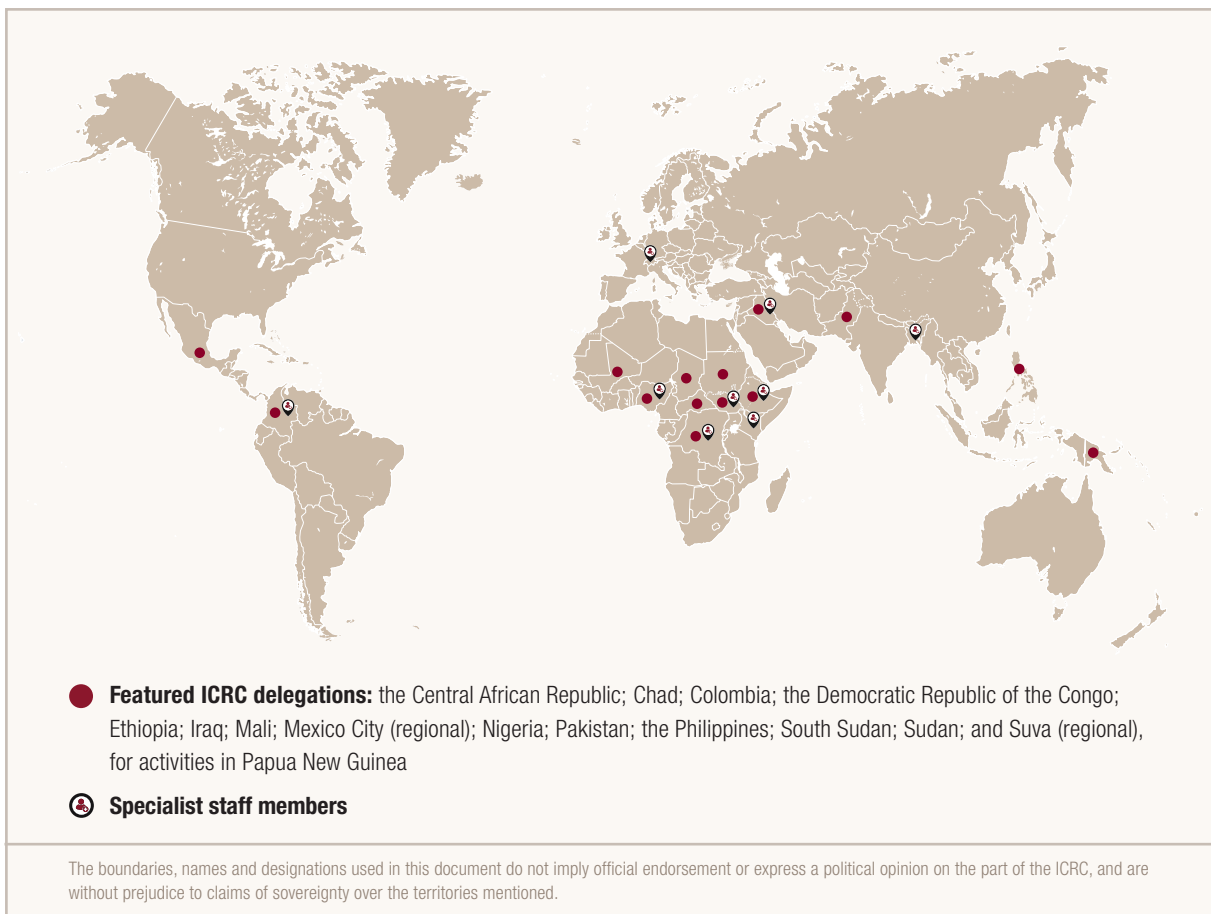 Featured ICRC delegations: the Central African Republic; Chad; Colombia; the Democratic Republic of the Congo;
Ethiopia; Iraq; Mali; Mexico City (regional); Nigeria; Pakistan; the Philippines; South Sudan; Sudan; and Suva (regional),
for activities in Papua New Guinea
Specialist staff members
The boundaries, names and designations used in this document do not imply official endorsement or express a political opinion on the part of the ICRC, and are
without prejudice to claims of sovereignty over the territories mentioned.